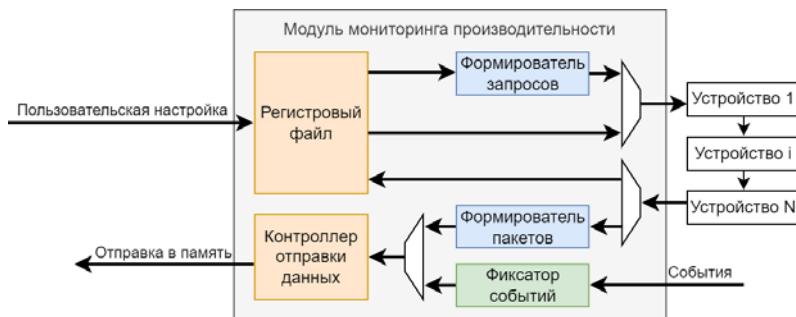 Модуль мониторинга производительности
Формирователь
запросов
Пользовательская настройка
Регистровый
файл
Устройство 1
Устройство i
Устройство N
Формирователь
пакетов
Контроллер
отправки
данных
Отправка в память
Фиксатор
событий
События